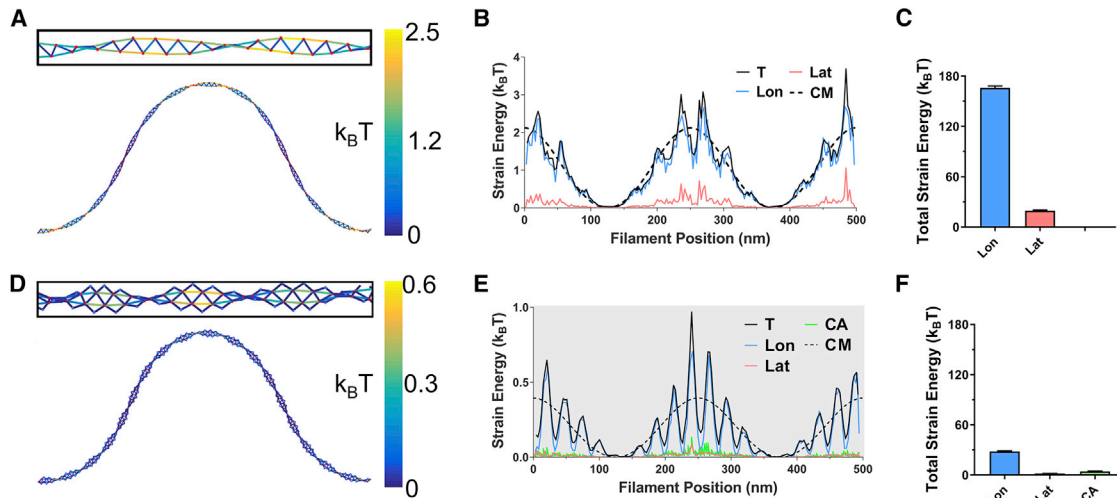 A
2.5
1.2
0
kBT
B
T
Lat
Lon
CM
Strain Energy (kBT)
4
3
2
1
0
0
100
200
300
400
500
Filament Position (nm)
C
Total Strain Energy (kBT)
180
120
60
0
Lon
Lat
D
0.6
0.3
0
kBT
E
T
CA
Lon
CM
Lat
Strain Energy (kBT)
1.0
0.5
0.0
0
100
200
300
400
500
Filament Position (nm)
F
Total Strain Energy (kBT)
180
120
60
0
Lon
Lat
CA